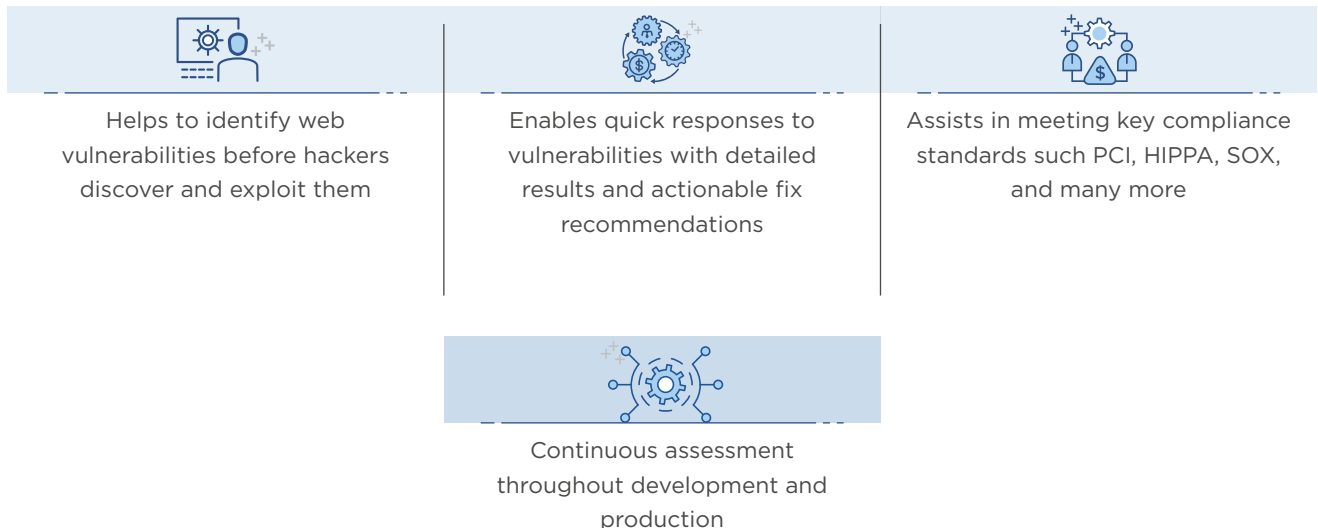 Helps to identify web
vulnerabilities before hackers
discover and exploit them
Enables quick responses to
vulnerabilities with detailed
results and actionable fix
recommendations
Assists in meeting key compliance
standards such PCI, HIPPA, SOX,
and many more
Continuous assessment
throughout development and
production